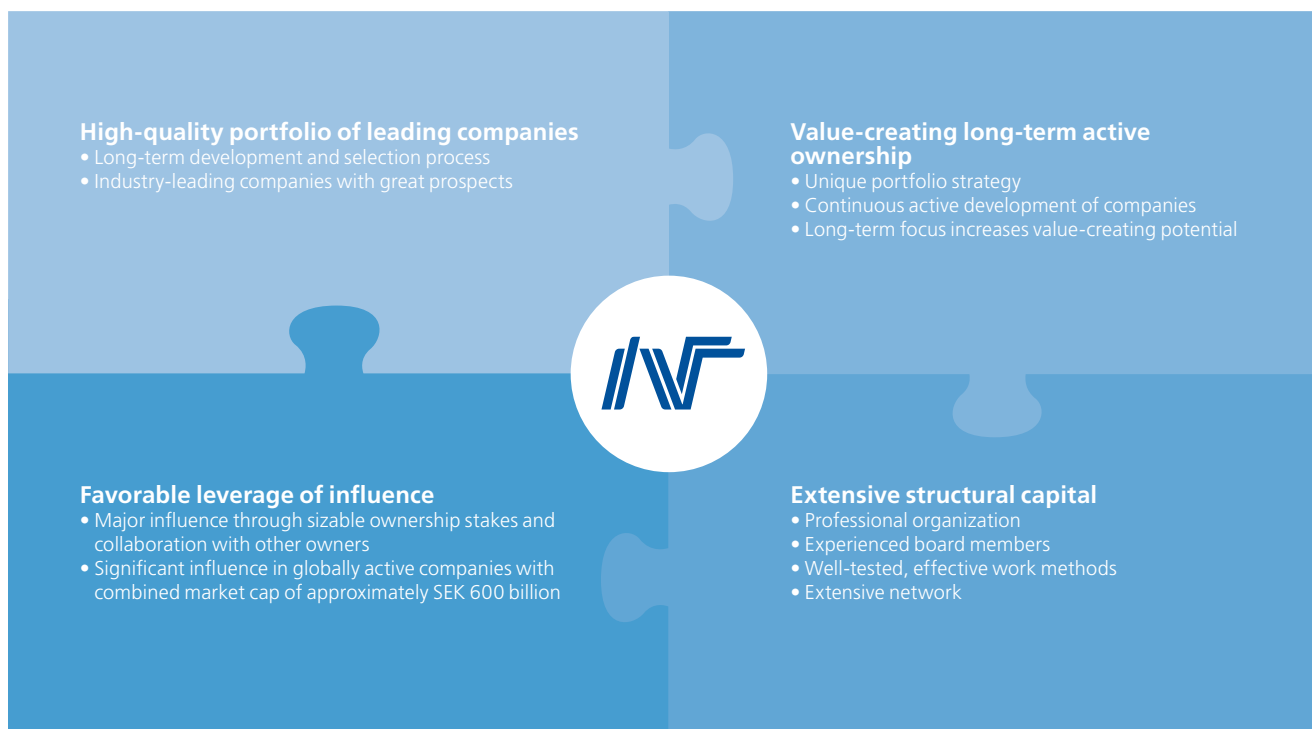 High-quality portfolio of leading companies
• Long-term development and selection process
• Industry-leading companies with great prospects
Value-creating long-term active
ownership
• Unique portfolio strategy
• Continuous active development of companies
• Long-term focus increases value-creating potential
Favorable leverage of influence
• Major influence through sizable ownership stakes and
collaboration with other owners
• Significant influence in globally active companies with
combined market cap of approximately SEK 600 billion
Extensive structural capital
• Professional organization
• Experienced board members
• Well-tested, effective work methods
• Extensive network